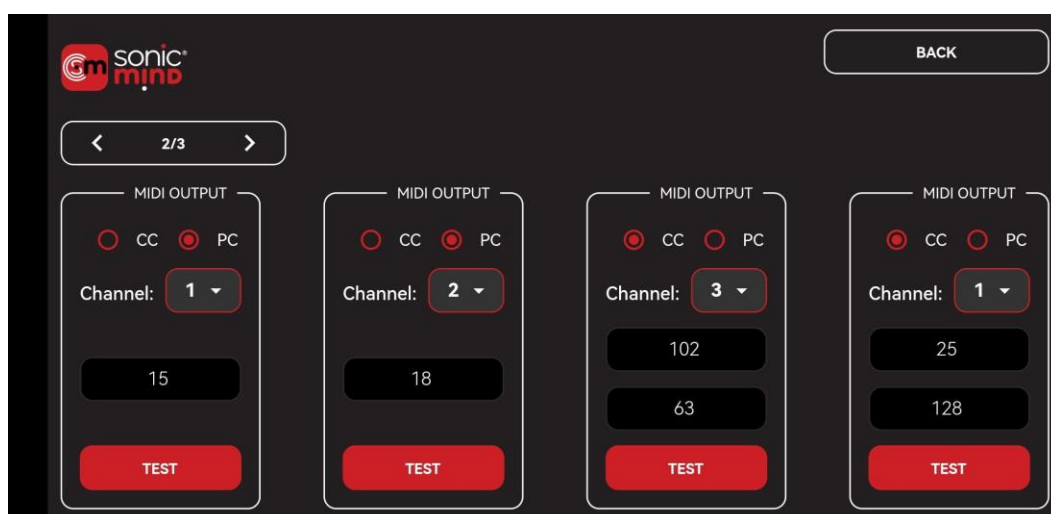 sonic®
mind
BACK
2/3
MIDI OUTPUT
CC PC
Channel: 1
15
TEST
MIDI OUTPUT
CC PC
Channel: 2
18
TEST
MIDI OUTPUT
CC PC
Channel: 3
102
63
TEST
MIDI OUTPUT
CC PC
Channel: 1
25
128
TEST